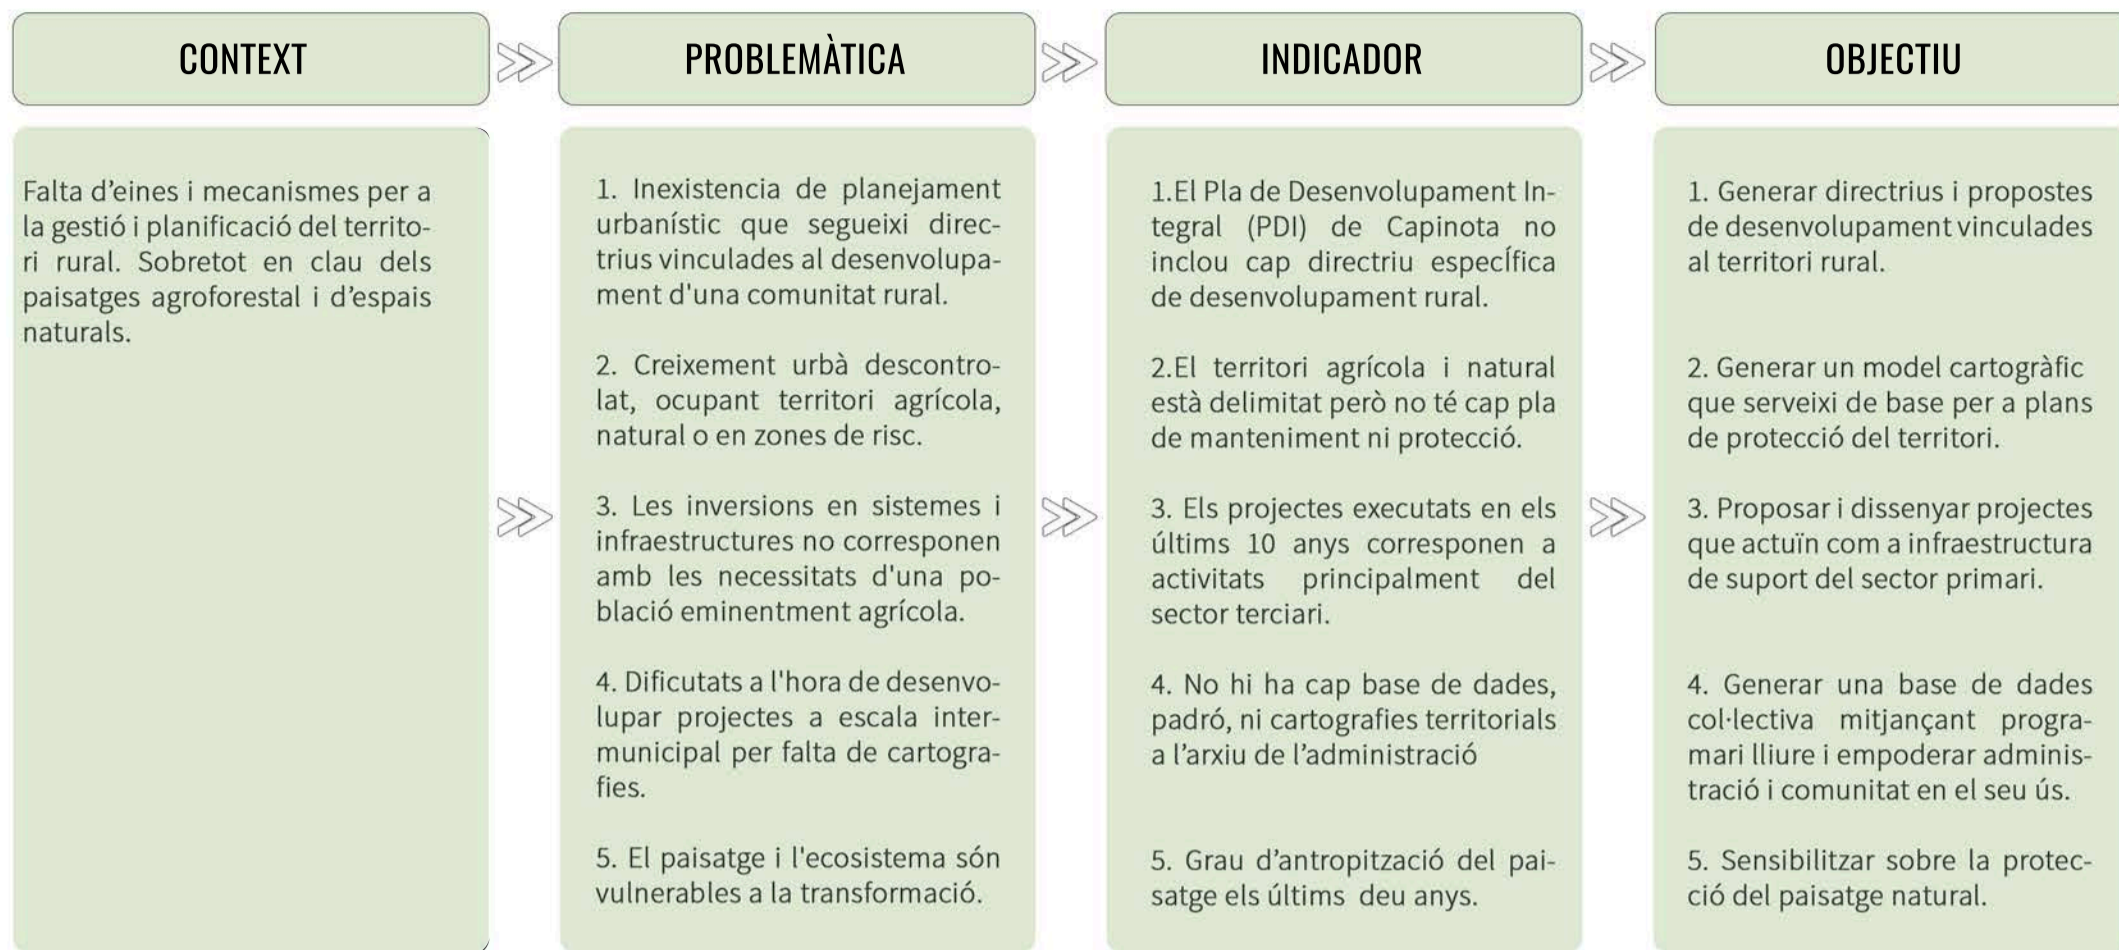 CONTEXT
Falta d’eines i mecanismes per a
la gestió i planificació del territo-
ri rural. Sobretot en clau dels
paisatges agroforestal i d’espais
naturals.
PROBLEMÀTICA
1. Inexistencia de planejament
urbanístic que segueixi direc-
trius vinculades al desenvolupa-
ment d'una comunitat rural.
2. Creixement urbà descontro-
lat, ocupant territori agrícola,
natural o en zones de risc.
3. Les inversions en sistemes i
infraestructures no corresponen
amb les necessitats d'una po-
blació eminentment agrícola.
4. Dificutats a l'hora de desenvo-
lupar projectes a escala inter-
municipal per falta de cartogra-
fies.
5. El paisatge i l'ecosistema són
vulnerables a la transformació.
INDICADOR
1.El Pla de Desenvolupament In-
tegral (PDI) de Capinota no
inclou cap directriu específica
de desenvolupament rural.
2.El territori agrícola i natural
està delimitat però no té cap pla
de manteniment ni protecció.
3. Els projectes executats en els
últims 10 anys corresponen a
activitats principalment del
sector terciari.
4. No hi ha cap base de dades,
padró, ni cartografies territorials
a l’arxiu de l’administració
5. Grau d’antropització del pai-
satge els últims deu anys.
OBJECTIU
1. Generar directrius i propostes
de desenvolupament vinculades
al territori rural.
2. Generar un model cartogràfic
que serveixi de base per a plans
de protecció del territori.
3. Proposar i dissenyar projectes
que actuïn com a infraestructura
de suport del sector primari.
4. Generar una base de dades
col·lectiva mitjançant progra-
mari lliure i empoderar adminis-
tració i comunitat en el seu ús.
5. Sensibilitzar sobre la protec-
ció del paisatge natural.